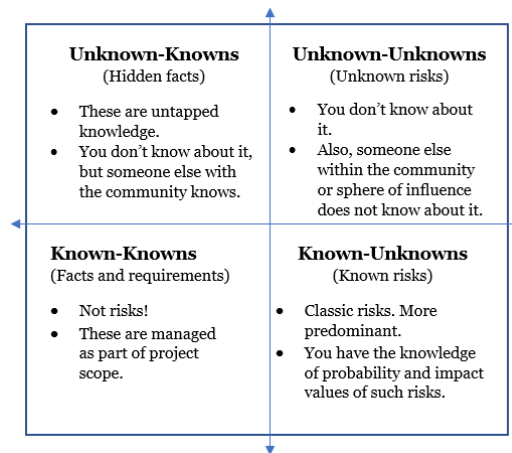 Unknown-Knowns
(Hidden facts)
• These are untapped
knowledge.
• You don’t know about it,
but someone else with
the community knows.
Unknown-Unknowns
(Unknown risks)
• You don’t know about
it.
• Also, someone else
within the community
or sphere of influence
does not know about it.
Known-Knowns
(Facts and requirements)
• Not risks!
• These are managed
as part of project
scope.
Known-Unknowns
(Known risks)
• Classic risks. More
predominant.
• You have the knowledge
of probability and impact
values of such risks.